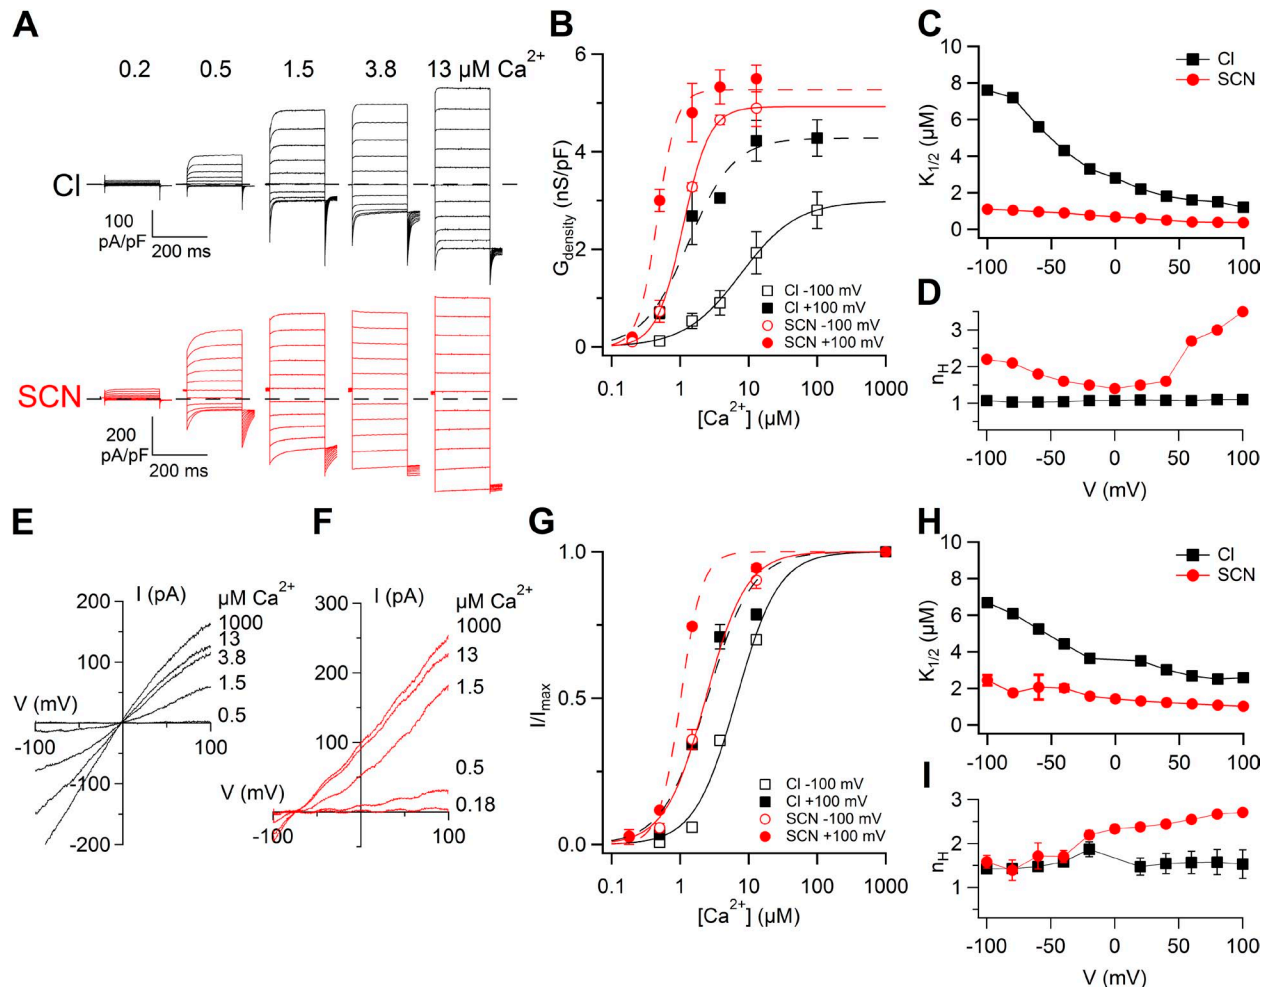 A
0.2 0.5 1.5 3.8 13 µM Ca2+
Cl
100
pA/pF
200 ms
SCN
200
pA/pF
200 ms
B
6
4
2
0
Gdensity (nS/pF)
Cl -100 mV
Cl +100 mV
SCN -100 mV
SCN +100 mV
0.1 1 10 100 1000
[Ca2+] (µM)
C
10
8
6
4
2
0
K1/2 (µM)
Cl
SCN
-100 -50 0 50 100
D
3
2
1
nH
-100 -50 0 50 100
V (mV)
E
I (pA)
µM Ca2+
200
100
-100
-200
1000
13
3.8
1.5
0.5
V (mV)
-100
100
F
I (pA)
µM Ca2+
300
100
1000
13
1.5
0.5
0.18
V (mV)
-100
100
G
1.0
0.5
0.0
I/Imax
Cl -100 mV
Cl +100 mV
SCN -100 mV
SCN +100 mV
0.1 1 10 100 1000
[Ca2+] (µM)
H
10
8
6
4
2
0
K1/2 (µM)
Cl
SCN
-100 -50 0 50 100
I
3
2
1
nH
-100 -50 0 50 100
V (mV)